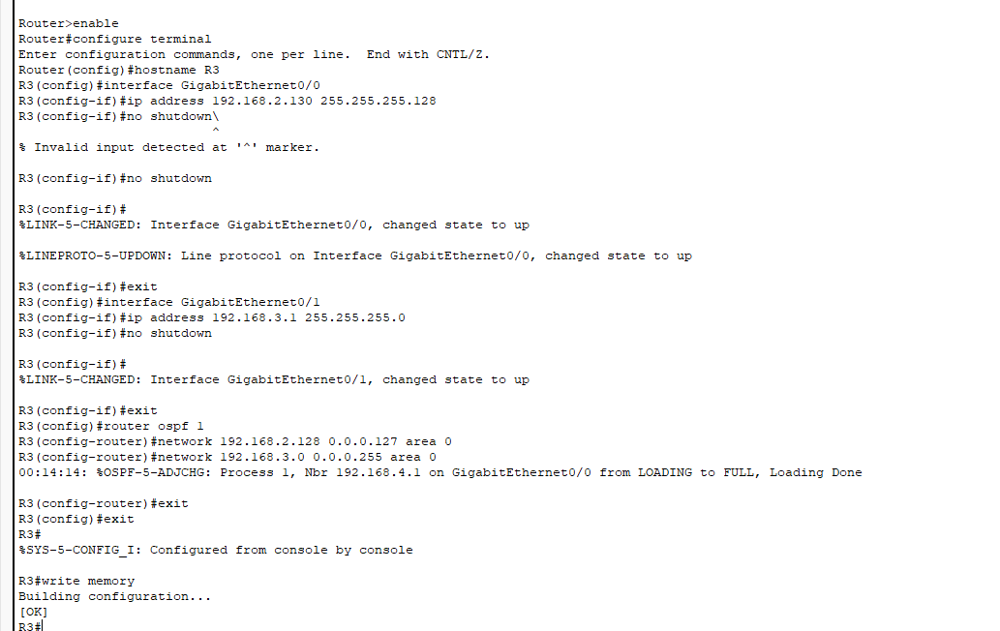 Router>enable
Router#configure terminal
Enter configuration commands, one per line.  End with CNTL/Z.
Router(config)#hostname R3
R3(config)#interface GigabitEthernet0/0
R3(config-if)#ip address 192.168.2.130 255.255.255.128
R3(config-if)#no shutdown\
^
% Invalid input detected at '^' marker.
R3(config-if)#no shutdown
R3(config-if)#
%LINK-5-CHANGED: Interface GigabitEthernet0/0, changed state to up
%LINEPROTO-5-UPDOWN: Line protocol on Interface GigabitEthernet0/0, changed state to up
R3(config-if)#exit
R3(config)#interface GigabitEthernet0/1
R3(config-if)#ip address 192.168.3.1 255.255.255.0
R3(config-if)#no shutdown
R3(config-if)#
%LINK-5-CHANGED: Interface GigabitEthernet0/1, changed state to up
R3(config-if)#exit
R3(config)#router ospf 1
R3(config-router)#network 192.168.2.128 0.0.0.127 area 0
R3(config-router)#network 192.168.3.0 0.0.0.255 area 0
00:14:14: %OSPF-5-ADJCHG: Process 1, Nbr 192.168.4.1 on GigabitEthernet0/0 from LOADING to FULL, Loading Done
R3(config-router)#exit
R3(config)#exit
R3#
%SYS-5-CONFIG_I: Configured from console by console
R3#write memory
Building configuration...
[OK]
R3#